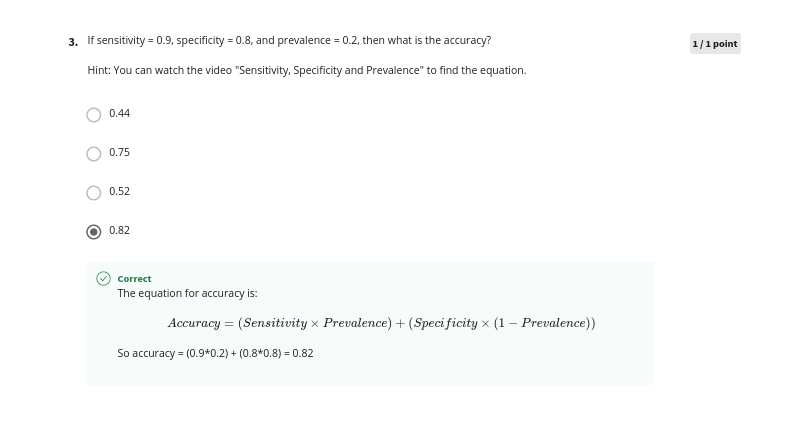 3. If sensitivity = 0.9, specificity = 0.8, and prevalence = 0.2, then what is the accuracy?
1 / 1 point
Hint: You can watch the video "Sensitivity, Specificity and Prevalence" to find the equation.
0.44
0.75
0.52
0.82
Correct
The equation for accuracy is:
Accuracy = (Sensitivity × Prevalence) + (Specificity × (1 − Prevalence))
So accuracy = (0.9*0.2) + (0.8*0.8) = 0.82